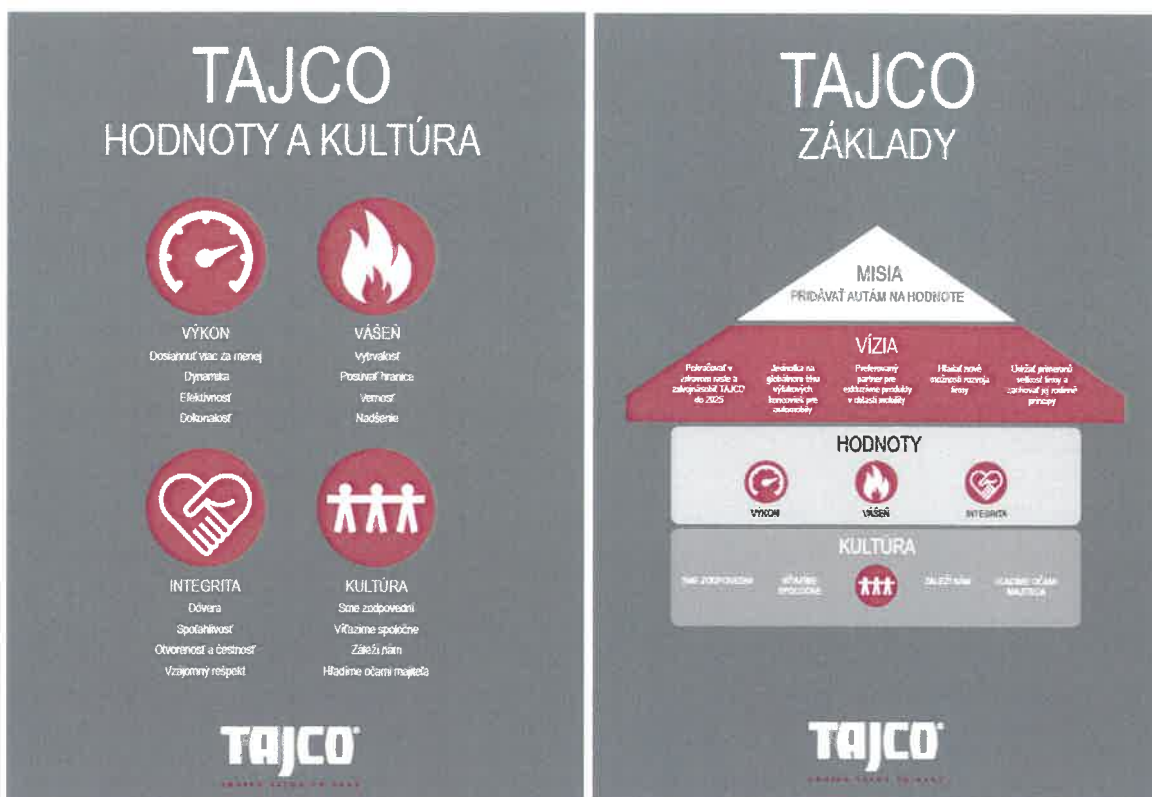 TAJCO
HODNOTY A KULTÚRA
VÝKON
Dosiahnuť viac za menej
Dynamika
Efektívnosť
Dokonalosť
VÁŠEŇ
Vytrvalosť
Posúvať hranice
Vernosť
Nadšenie
INTEGRITA
Dôvera
Spoľahlivosť
Otvorenosť a čestnosť
Vzájomný rešpekt
KULTÚRA
Sme zodpovední
Víťazíme spoločne
Záleží nám
Hľadíme očami majiteľa
TAJCO
TAJCO
ZÁKLADY
MISIA
PRIDÁVAŤ AUTÁM NA HODNOTE
VÍZIA
Pokračovať v
zdravom raste a
zdvojnásobiť TAJCO
do 2025
Jednotka na
globálnom trhu
výfukových
koncoviek pre
automobily
Preferovaný
partner pre
exkluzívne produkty
v oblasti mobility
Hľadať nové
možnosti rozvoja
firmy
Udržať primeranú
veľkosť firmy a
zachovať jej rodinné
princípy
HODNOTY
VÝKON
VÁŠEŇ
INTEGRITA
KULTÚRA
SME ZODPOVEDNÍ
VÍŤAZÍME
SPOLOČNE
ZÁLEŽÍ NÁM
HĽADÍME OČAMI
MAJITEĽA
TAJCO